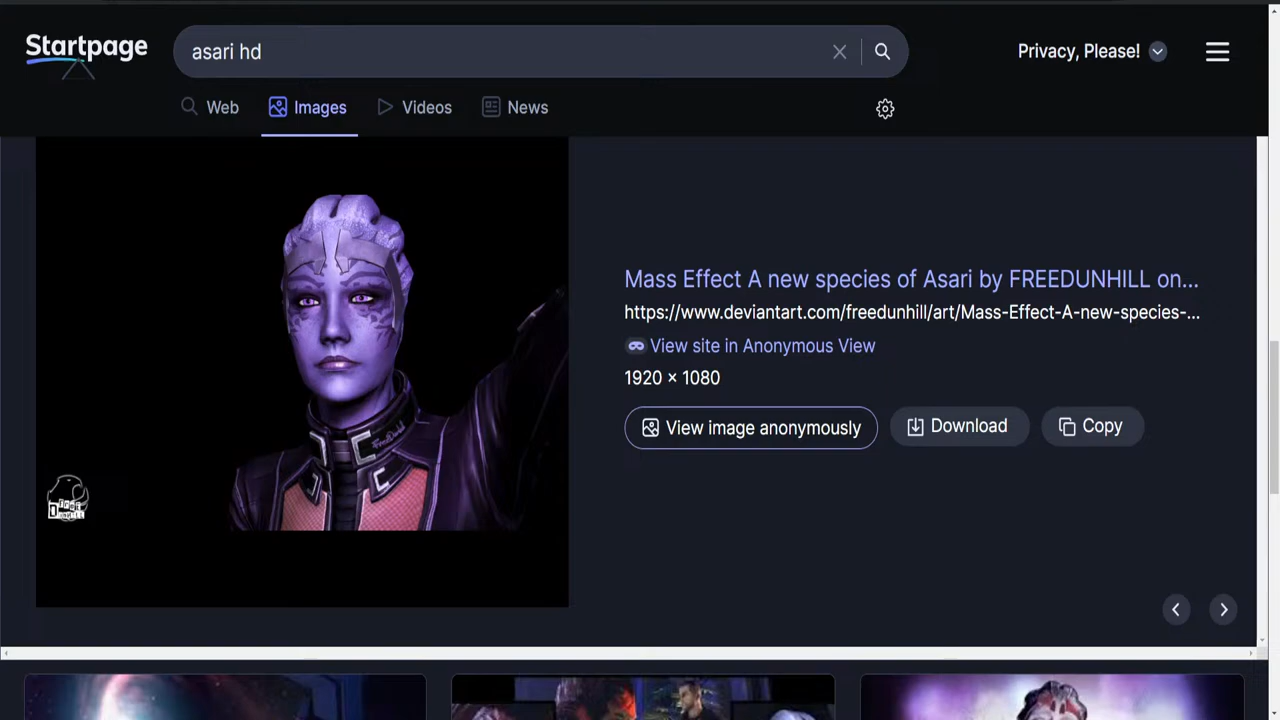 Startpage
asari hd
Privacy, Please!
Web
Images
Videos
News
Mass Effect A new species of Asari by FREEDUNHILL on...
https://www.deviantart.com/freedunhill/art/Mass-Effect-A-new-species-...
View site in Anonymous View
1920 × 1080
View image anonymously
Download
Copy